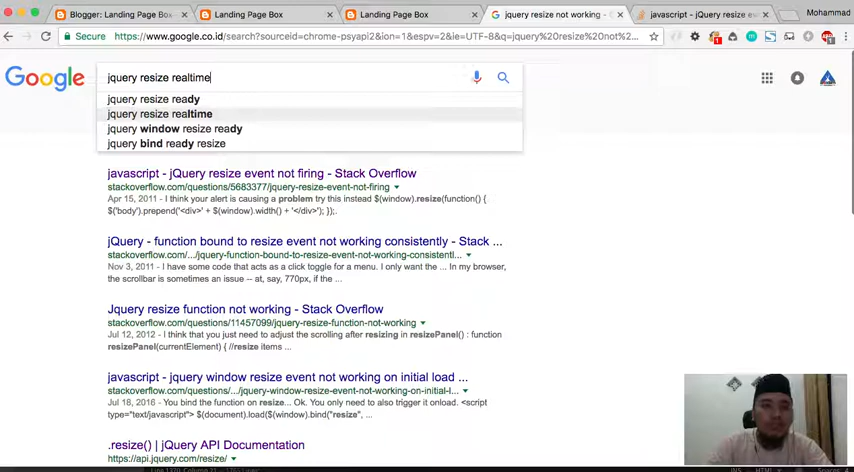 Blogger: Landing Page Box
Landing Page Box
Landing Page Box
jquery resize not working -
javascript - jQuery resize ev
Mohammad
Secure
https://www.google.co.id/search?sourceid=chrome-psyapi2&ion=1&espv=2&ie=UTF-8&q=jquery%20resize%20not%2...
Google
jquery resize realtime
jquery resize ready
jquery resize realtime
jquery window resize ready
jquery bind ready resize
javascript - jQuery resize event not firing - Stack Overflow
stackoverflow.com/questions/5683377/jquery-resize-event-not-firing
Apr 15, 2011 - I think your alert is causing a problem try this instead $(window).resize(function() {
$('body').prepend('<div>' + $(window).width() + '</div>'); });.
jQuery - function bound to resize event not working consistently - Stack ...
stackoverflow.com/.../jquery-function-bound-to-resize-event-not-working-consistentl...
Nov 3, 2011 - I have some code that acts as a click toggle for a menu. I only want the ... In my browser,
the scrollbar is sometimes an issue -- at, say, 770px, if the ...
Jquery resize function not working - Stack Overflow
stackoverflow.com/questions/11457099/jquery-resize-function-not-working
Jul 12, 2012 - I think that you just need to adjust the scrolling after resizing in resizePanel() : function
resizePanel(currentElement) { //resize items ...
javascript - jquery window resize event not working on initial load ...
stackoverflow.com/.../jquery-window-resize-event-not-working-on-initial-l...
Jul 18, 2016 - You bind the function on resize... Ok. You only need to also trigger it onload. <script
type="text/javascript"> $(document).load($(window).bind("resize", ...
.resize() | jQuery API Documentation
https://api.jquery.com/resize/